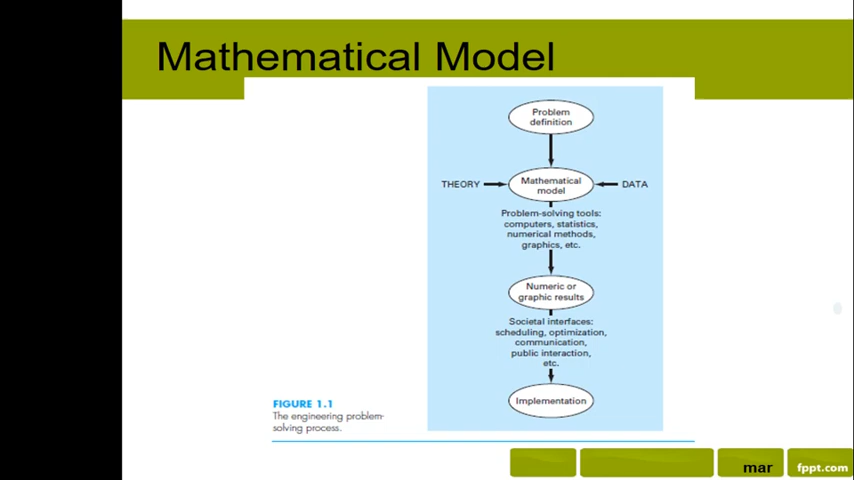 Mathematical Model
Problem
definition
THEORY
Mathematical
model
DATA
Problem-solving tools:
computers, statistics,
numerical methods,
graphics, etc.
Numeric or
graphic results
Societal interfaces:
scheduling, optimization,
communication,
public interaction,
etc.
Implementation
FIGURE 1.1
The engineering problem-
solving process.
mar
fppt.com